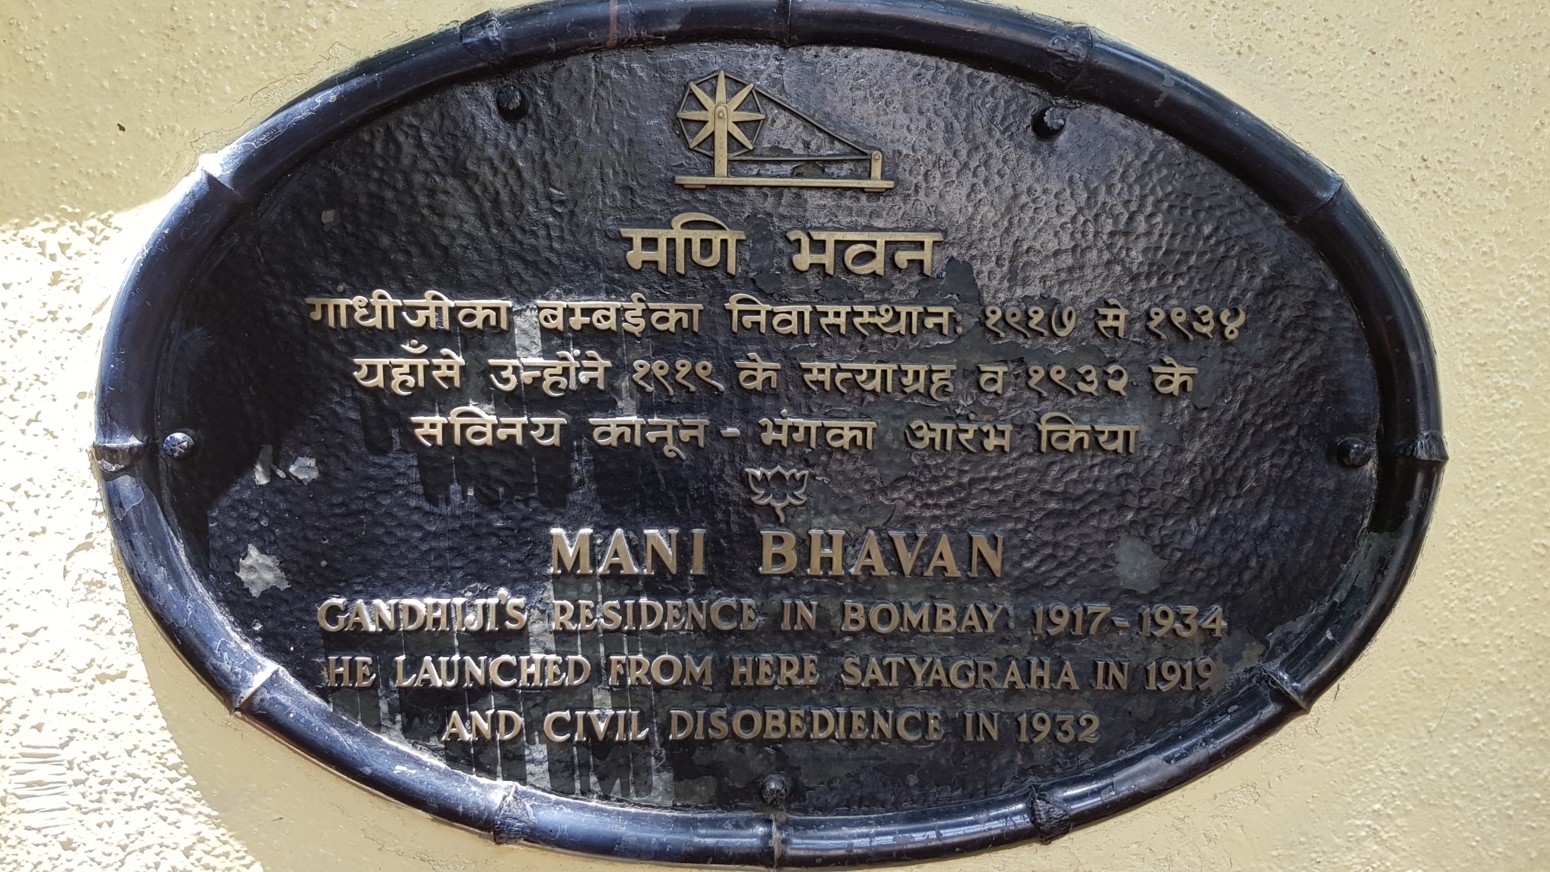 मणि भवन
गाधीजीका बम्बईका निवासस्थान: १९१७ से १९३४
यहाँसे उन्होंने १९१९ के सत्याग्रह व १९३२ के
सविनय कानून - भंगका आरंभ किया
MANI BHAVAN
GANDHIJI'S RESIDENCE IN BOMBAY: 1917-1934
HE LAUNCHED FROM HERE SATYAGRAHA IN 1919
AND CIVIL DISOBEDIENCE IN 1932